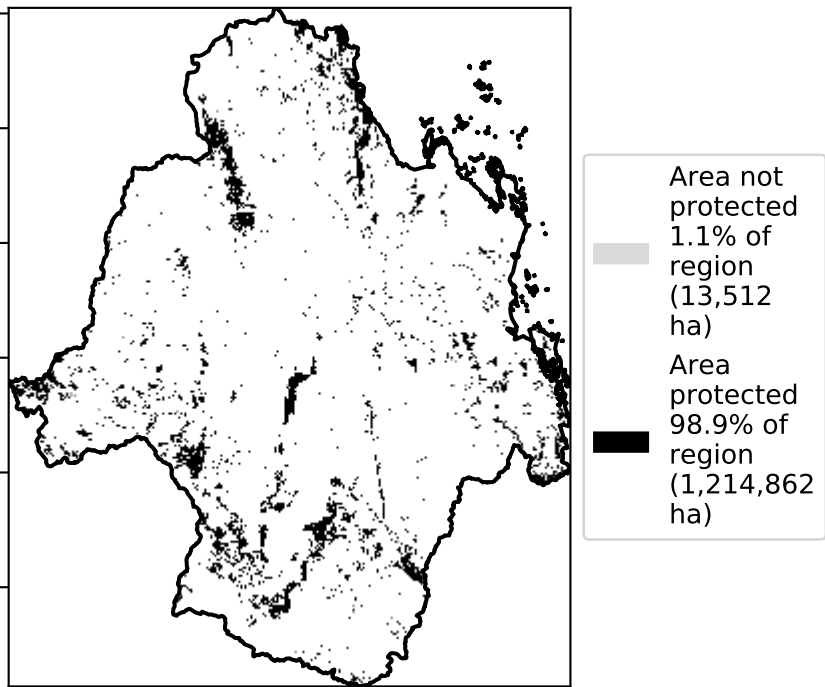 Area not
protected
1.1% of
region
(13,512
ha)
Area
protected
98.9% of
region
(1,214,862
ha)